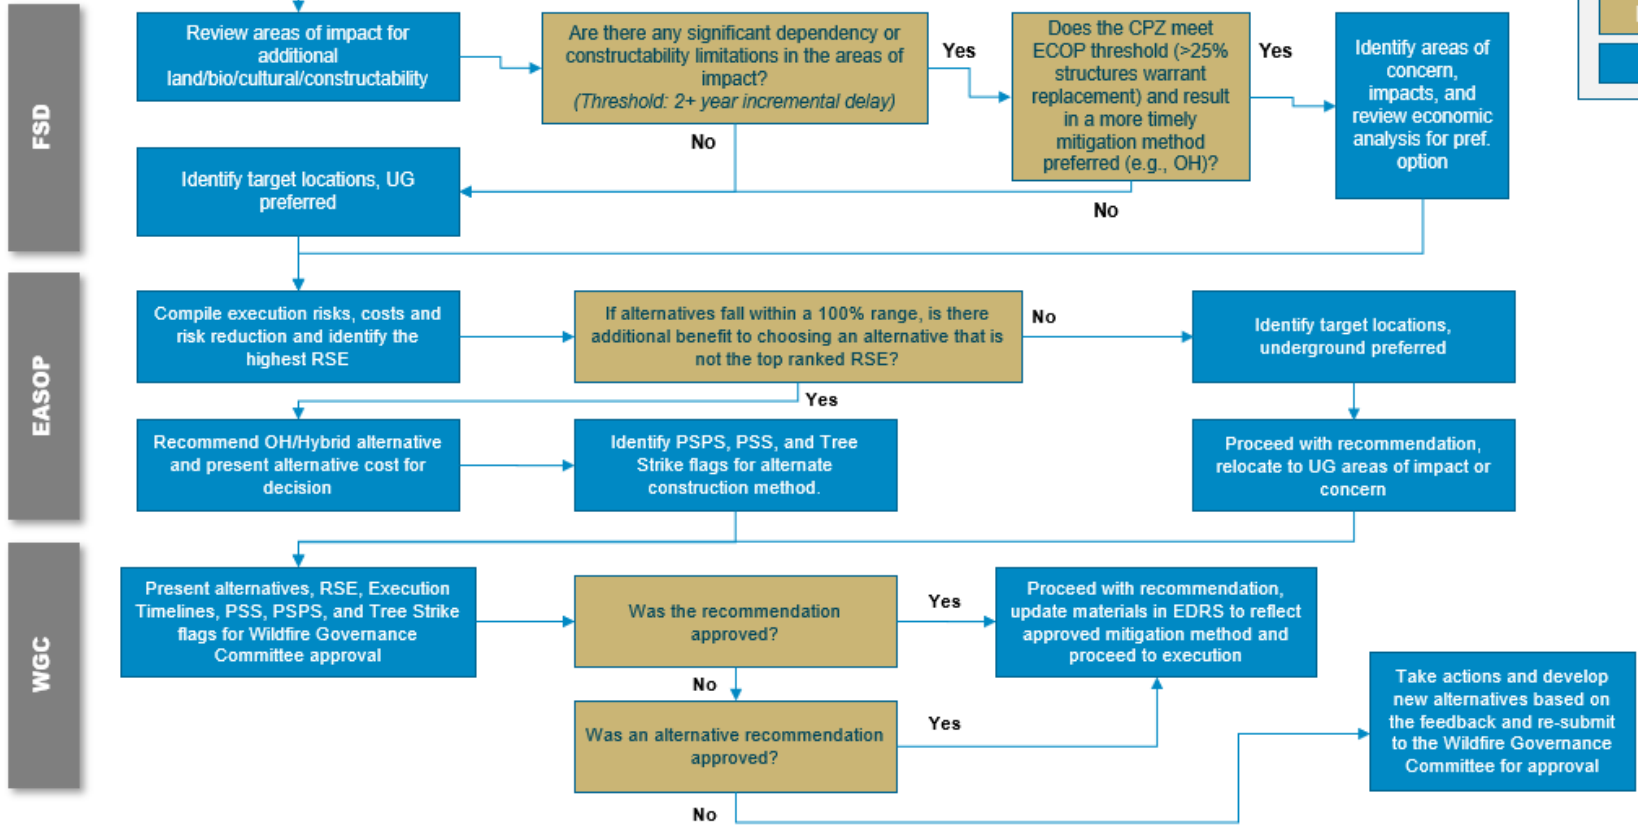 FSD
Review areas of impact for
additional
land/bio/cultural/constructability
Are there any significant dependency or
constructability limitations in the areas of
impact?
(Threshold: 2+ year incremental delay)
Yes
No
Does the CPZ meet
ECOP threshold (>25%
structures warrant
replacement) and result
in a more timely
mitigation method
preferred (e.g., OH)?
Yes
No
Identify areas of
concern,
impacts, and
review economic
analysis for pref.
option
Identify target locations, UG
preferred
EASOP
Compile execution risks, costs and
risk reduction and identify the
highest RSE
If alternatives fall within a 100% range, is there
additional benefit to choosing an alternative that is
not the top ranked RSE?
No
Yes
Identify target locations,
underground preferred
Recommend OH/Hybrid alternative
and present alternative cost for
decision
Identify PSPS, PSS, and Tree
Strike flags for alternate
construction method.
Proceed with recommendation,
relocate to UG areas of impact or
concern
WGC
Present alternatives, RSE, Execution
Timelines, PSS, PSPS, and Tree Strike
flags for Wildfire Governance
Committee approval
Was the recommendation
approved?
Yes
No
Proceed with recommendation,
update materials in EDRS to reflect
approved mitigation method and
proceed to execution
Was an alternative recommendation
approved?
Yes
No
Take actions and develop
new alternatives based on
the feedback and re-submit
to the Wildfire Governance
Committee for approval